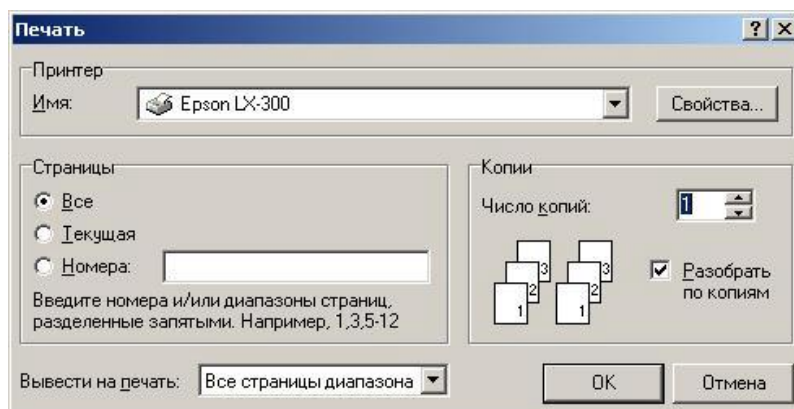 Печать
Принтер
Имя: Epson LX-300 Свойства...
Страницы
Все
Текущая
Номера:
Введите номера и/или диапазоны страниц,
разделенные запятыми. Например, 1,3,5-12
Копии
Число копий: 1
3 3
2 2
1 1
Разобрать
по копиям
Вывести на печать: Все страницы диапазона
OK Отмена